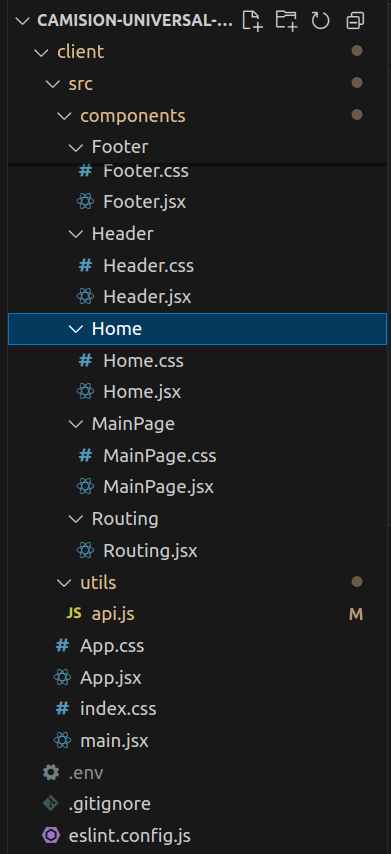 CAMISION-UNIVERSAL-...
client
src
components
Footer
# Footer.css
Footer.jsx
Header
# Header.css
Header.jsx
Home
# Home.css
Home.jsx
MainPage
# MainPage.css
MainPage.jsx
Routing
Routing.jsx
utils
JS api.js M
# App.css
App.jsx
# index.css
main.jsx
.env
.gitignore
eslint.config.js